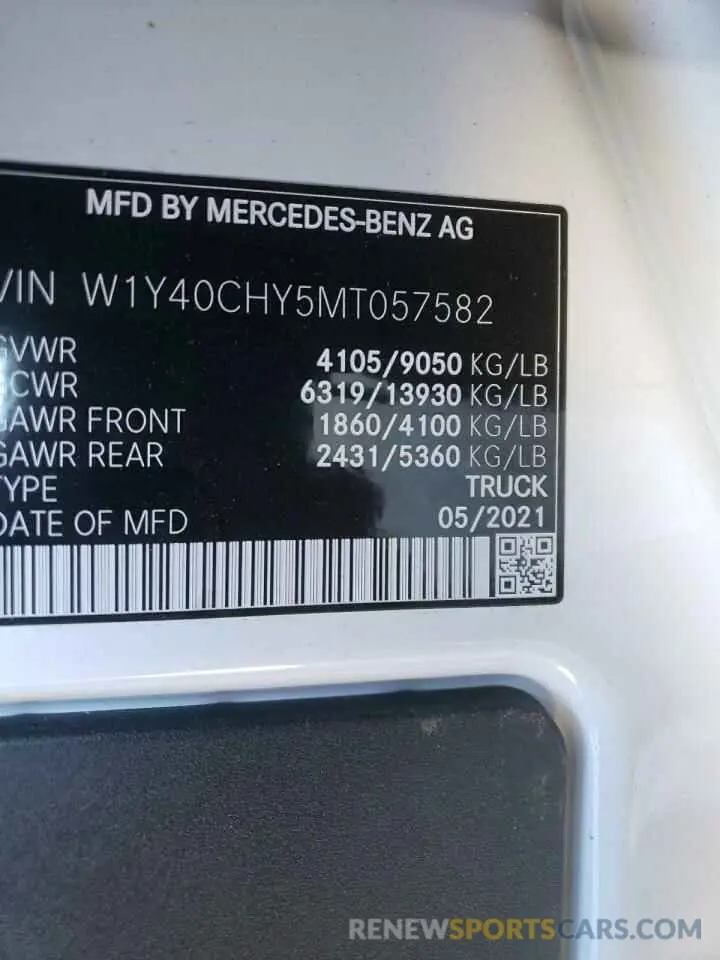 MFD BY MERCEDES-BENZ AG
VIN W1Y40CHY5MT057582
GVWR 4105/9050 KG/LB
CWR 6319/13930 KG/LB
GAWR FRONT 1860/4100 KG/LB
GAWR REAR 2431/5360 KG/LB
TYPE TRUCK
DATE OF MFD 05/2021
RENEWSPORTSCARS.COM